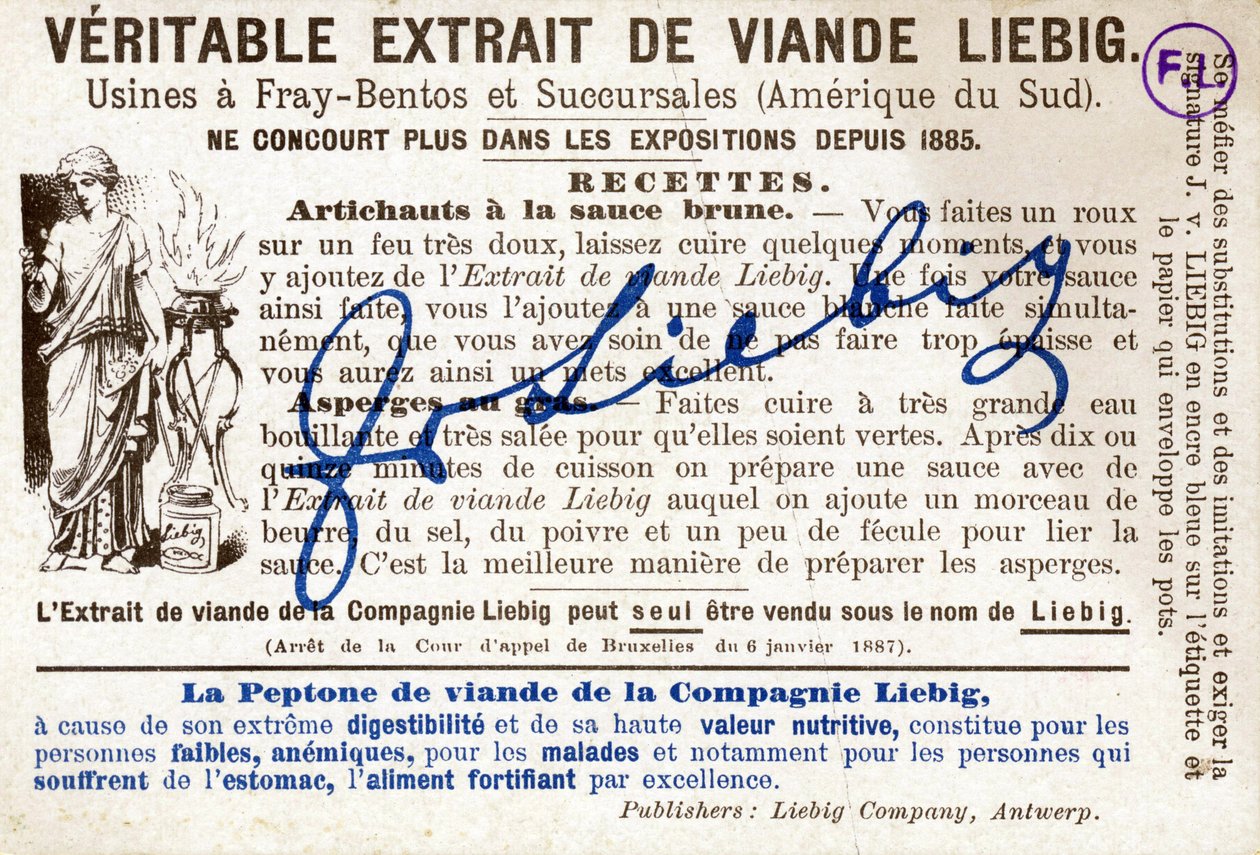 VÉRITABLE EXTRAIT DE VIANDE LIEBIG.
Usines à Fray-Bentos et Succursales (Amérique du Sud).
NE CONCOURT PLUS DANS LES EXPOSITIONS DEPUIS 1885.
RECETTES.
Artichauts à la sauce brune. — Vous faites un roux
sur un feu très doux, laissez cuire quelques moments, et vous
y ajoutez de l'Extrait de viande Liebig. Une fois votre sauce
ainsi faite, vous l'ajoutez à une sauce blanche faite simulta-
nément, que vous avez soin de ne pas faire trop épaisse et
vous aurez ainsi un mets excellent.
Asperges au gras. — Faites cuire à très grande eau
bouillante et très salée pour qu'elles soient vertes. Après dix ou
quinze minutes de cuisson on prépare une sauce avec de
l'Extrait de viande Liebig auquel on ajoute un morceau de
beurre, du sel, du poivre et un peu de fécule pour lier la
sauce. C'est la meilleure manière de préparer les asperges.
Liebig
L'Extrait de viande de la Compagnie Liebig peut seul être vendu sous le nom de Liebig.
(Arrêt de la Cour d'appel de Bruxelles du 6 janvier 1887).
La Peptone de viande de la Compagnie Liebig,
à cause de son extrême digestibilité et de sa haute valeur nutritive, constitue pour les
personnes faibles, anémiques, pour les malades et notamment pour les personnes qui
souffrent de l'estomac, l'aliment fortifiant par excellence.
Publishers: Liebig Company, Antwerp.
Se méfier des substitutions et des imitations et exiger la
signature J. v. LIEBIG en encre bleue sur l'étiquette et
le papier qui enveloppe les pots.
F.L.
Jvliebig